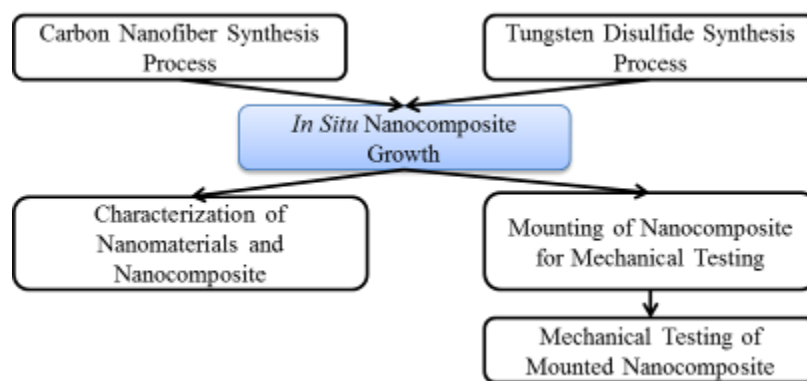 Carbon Nanofiber Synthesis
Process
Tungsten Disulfide Synthesis
Process
In Situ Nanocomposite
Growth
Characterization of
Nanomaterials and
Nanocomposite
Mounting of Nanocomposite
for Mechanical Testing
Mechanical Testing of
Mounted Nanocomposite